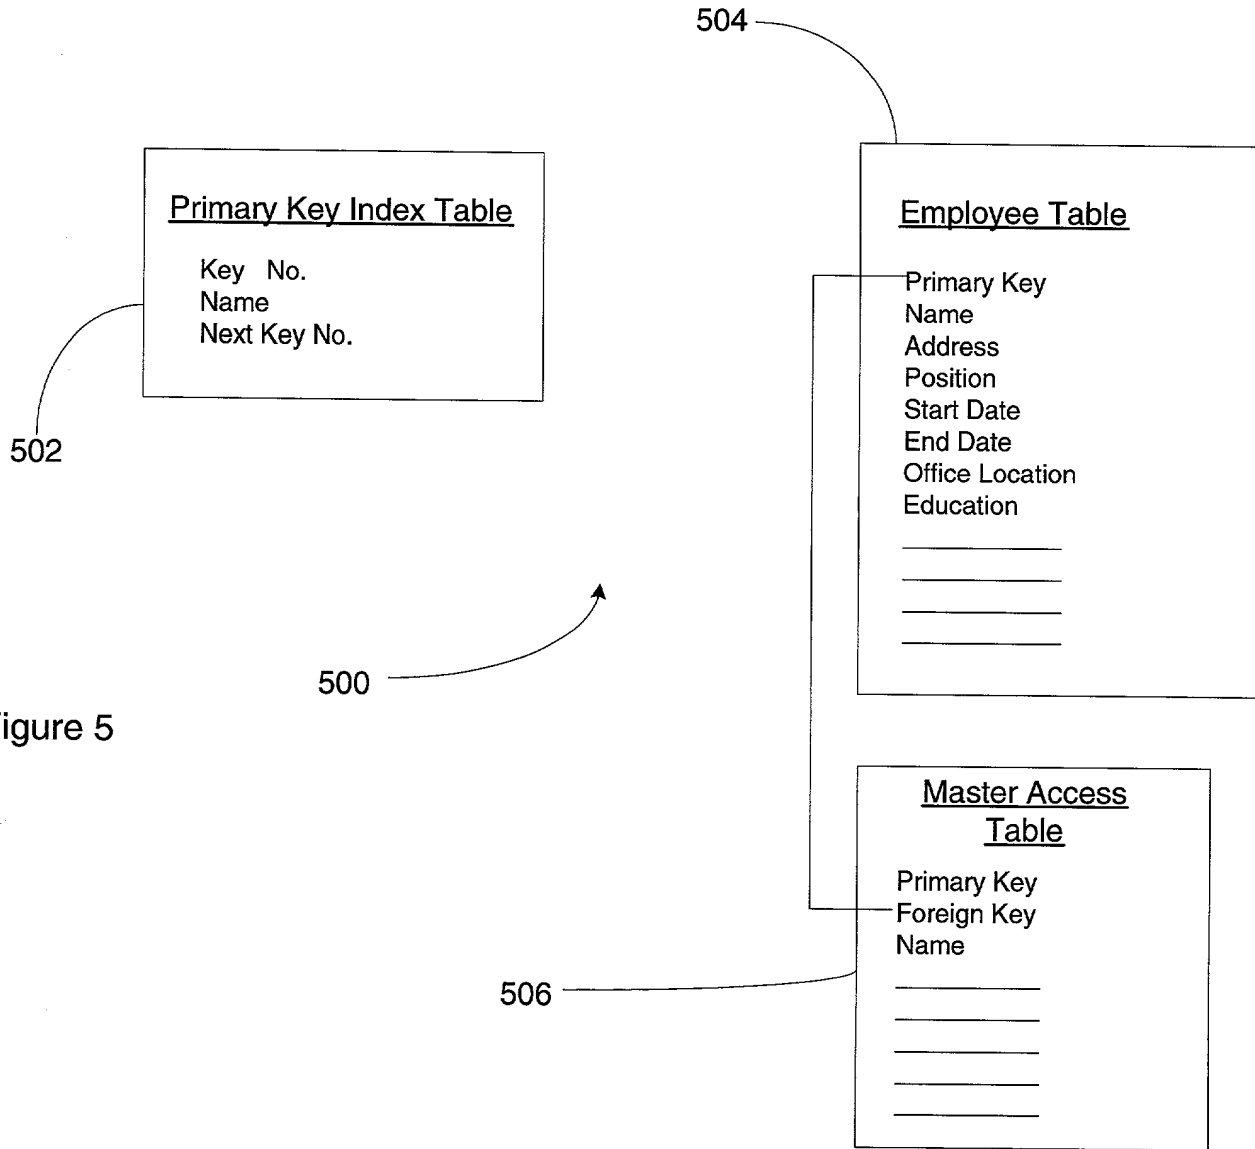 504
Primary Key Index Table
Key No.
Name
Next Key No.
502
Employee Table
Primary Key
Name
Address
Position
Start Date
End Date
Office Location
Education
500
igure 5
Master Access
Table
Primary Key
Foreign Key
Name
506